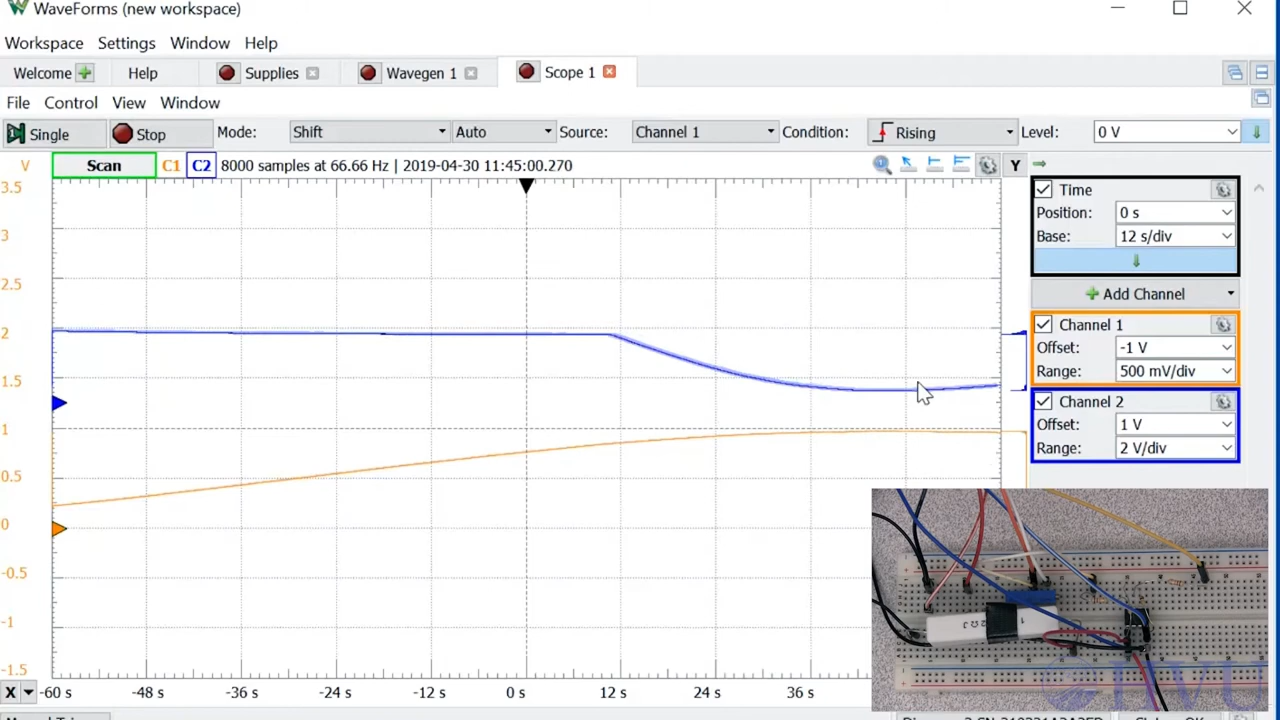 WaveForms (new workspace)
Workspace Settings Window Help
Welcome Help Supplies Wavegen 1 Scope 1
File Control View Window
Single Stop Mode: Shift Auto Source: Channel 1 Condition: Rising Level: 0 V
V Scan C1 C2 8000 samples at 66.66 Hz | 2019-04-30 11:45:00.270 Y
3.5
3
2.5
2
1.5
1
0.5
0
-0.5
-1
-1.5
X -60 s -48 s -36 s -24 s -12 s 0 s 12 s 24 s 36 s
Time
Position: 0 s
Base: 12 s/div
Add Channel
Channel 1
Offset: -1 V
Range: 500 mV/div
Channel 2
Offset: 1 V
Range: 2 V/div